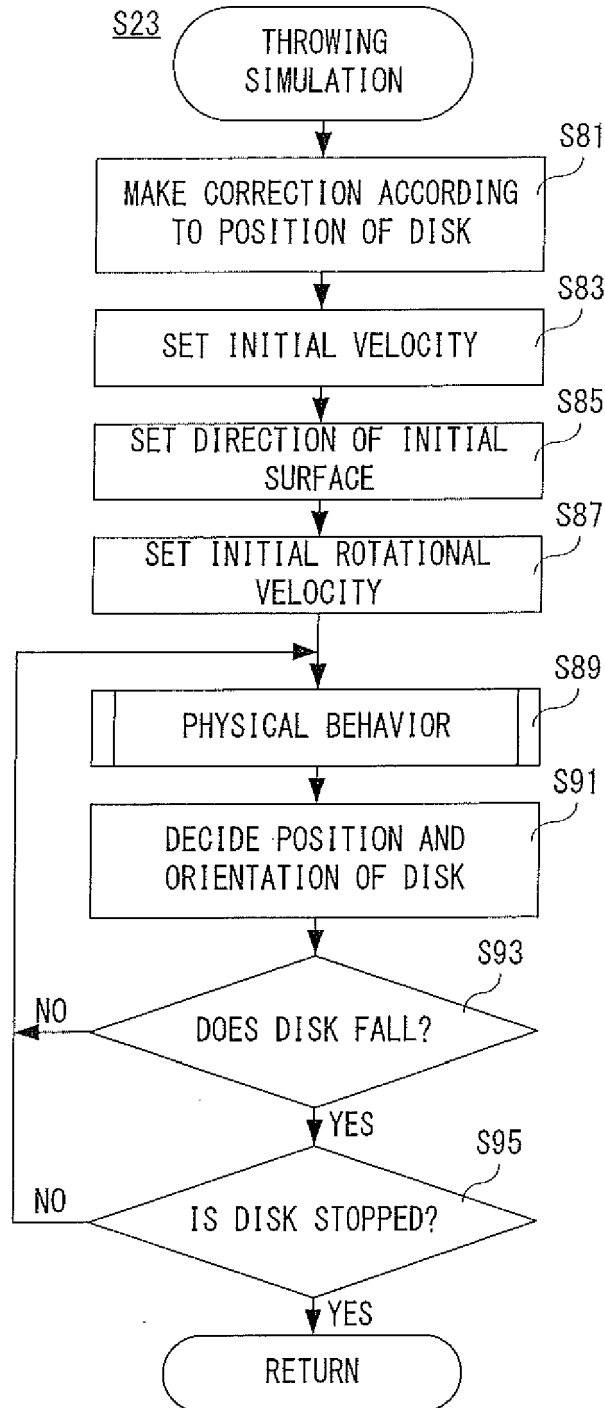 S23
THROWING
SIMULATION
S81
MAKE CORRECTION ACCORDING
TO POSITION OF DISK
S83
SET INITIAL VELOCITY
S85
SET DIRECTION OF INITIAL
SURFACE
S87
SET INITIAL ROTATIONAL
VELOCITY
S89
PHYSICAL BEHAVIOR
S91
DECIDE POSITION AND
ORIENTATION OF DISK
S93
NO
DOES DISK FALL?
YES
S95
NO
IS DISK STOPPED?
YES
RETURN